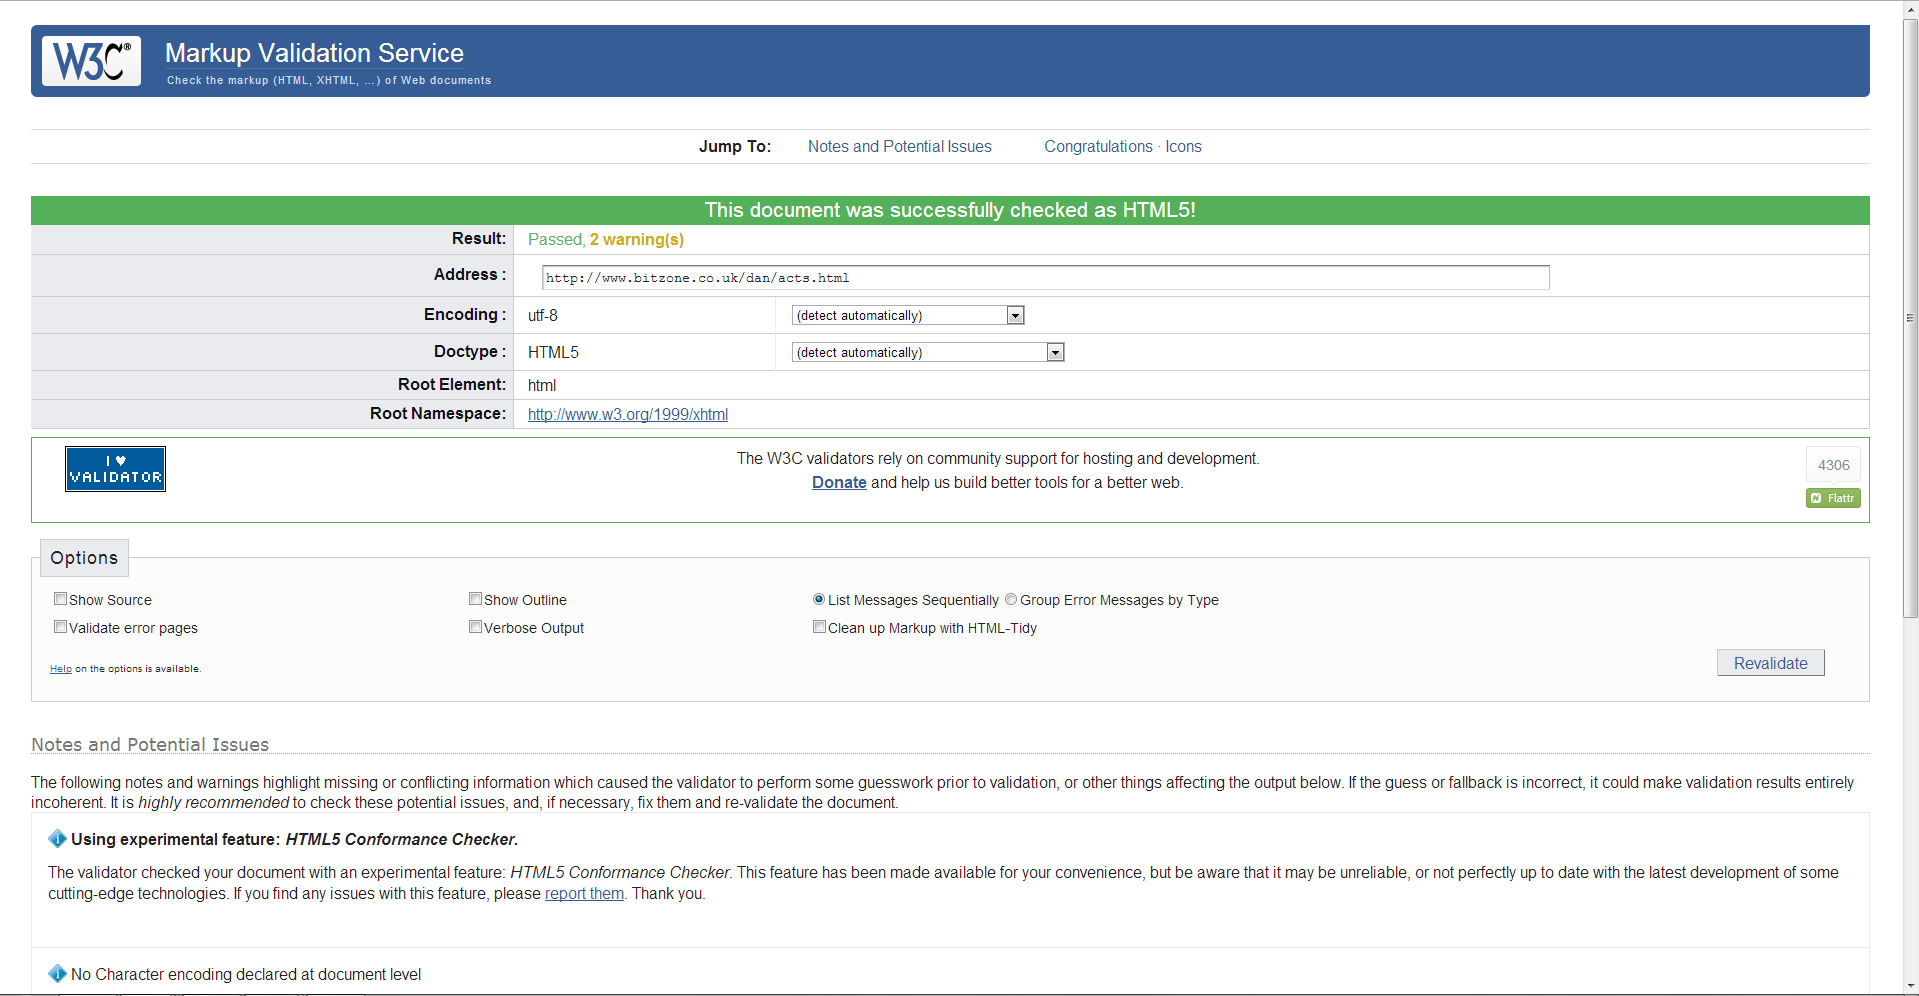 W3C®
Markup Validation Service
Check the markup (HTML, XHTML, …) of Web documents
Jump To: Notes and Potential Issues Congratulations · Icons
This document was successfully checked as HTML5!
Result: Passed, 2 warning(s)
Address : http://www.bitzone.co.uk/dan/acts.html
Encoding : utf-8 (detect automatically)
Doctype : HTML5 (detect automatically)
Root Element: html
Root Namespace: http://www.w3.org/1999/xhtml
I ♥
VALIDATOR
The W3C validators rely on community support for hosting and development.
Donate and help us build better tools for a better web.
4306
Flattr
Options
Show Source Show Outline List Messages Sequentially Group Error Messages by Type
Validate error pages Verbose Output Clean up Markup with HTML-Tidy
Help on the options is available.
Revalidate
Notes and Potential Issues
The following notes and warnings highlight missing or conflicting information which caused the validator to perform some guesswork prior to validation, or other things affecting the output below. If the guess or fallback is incorrect, it could make validation results entirely
incoherent. It is highly recommended to check these potential issues, and, if necessary, fix them and re-validate the document.
Using experimental feature: HTML5 Conformance Checker.
The validator checked your document with an experimental feature: HTML5 Conformance Checker. This feature has been made available for your convenience, but be aware that it may be unreliable, or not perfectly up to date with the latest development of some
cutting-edge technologies. If you find any issues with this feature, please report them. Thank you.
No Character encoding declared at document level